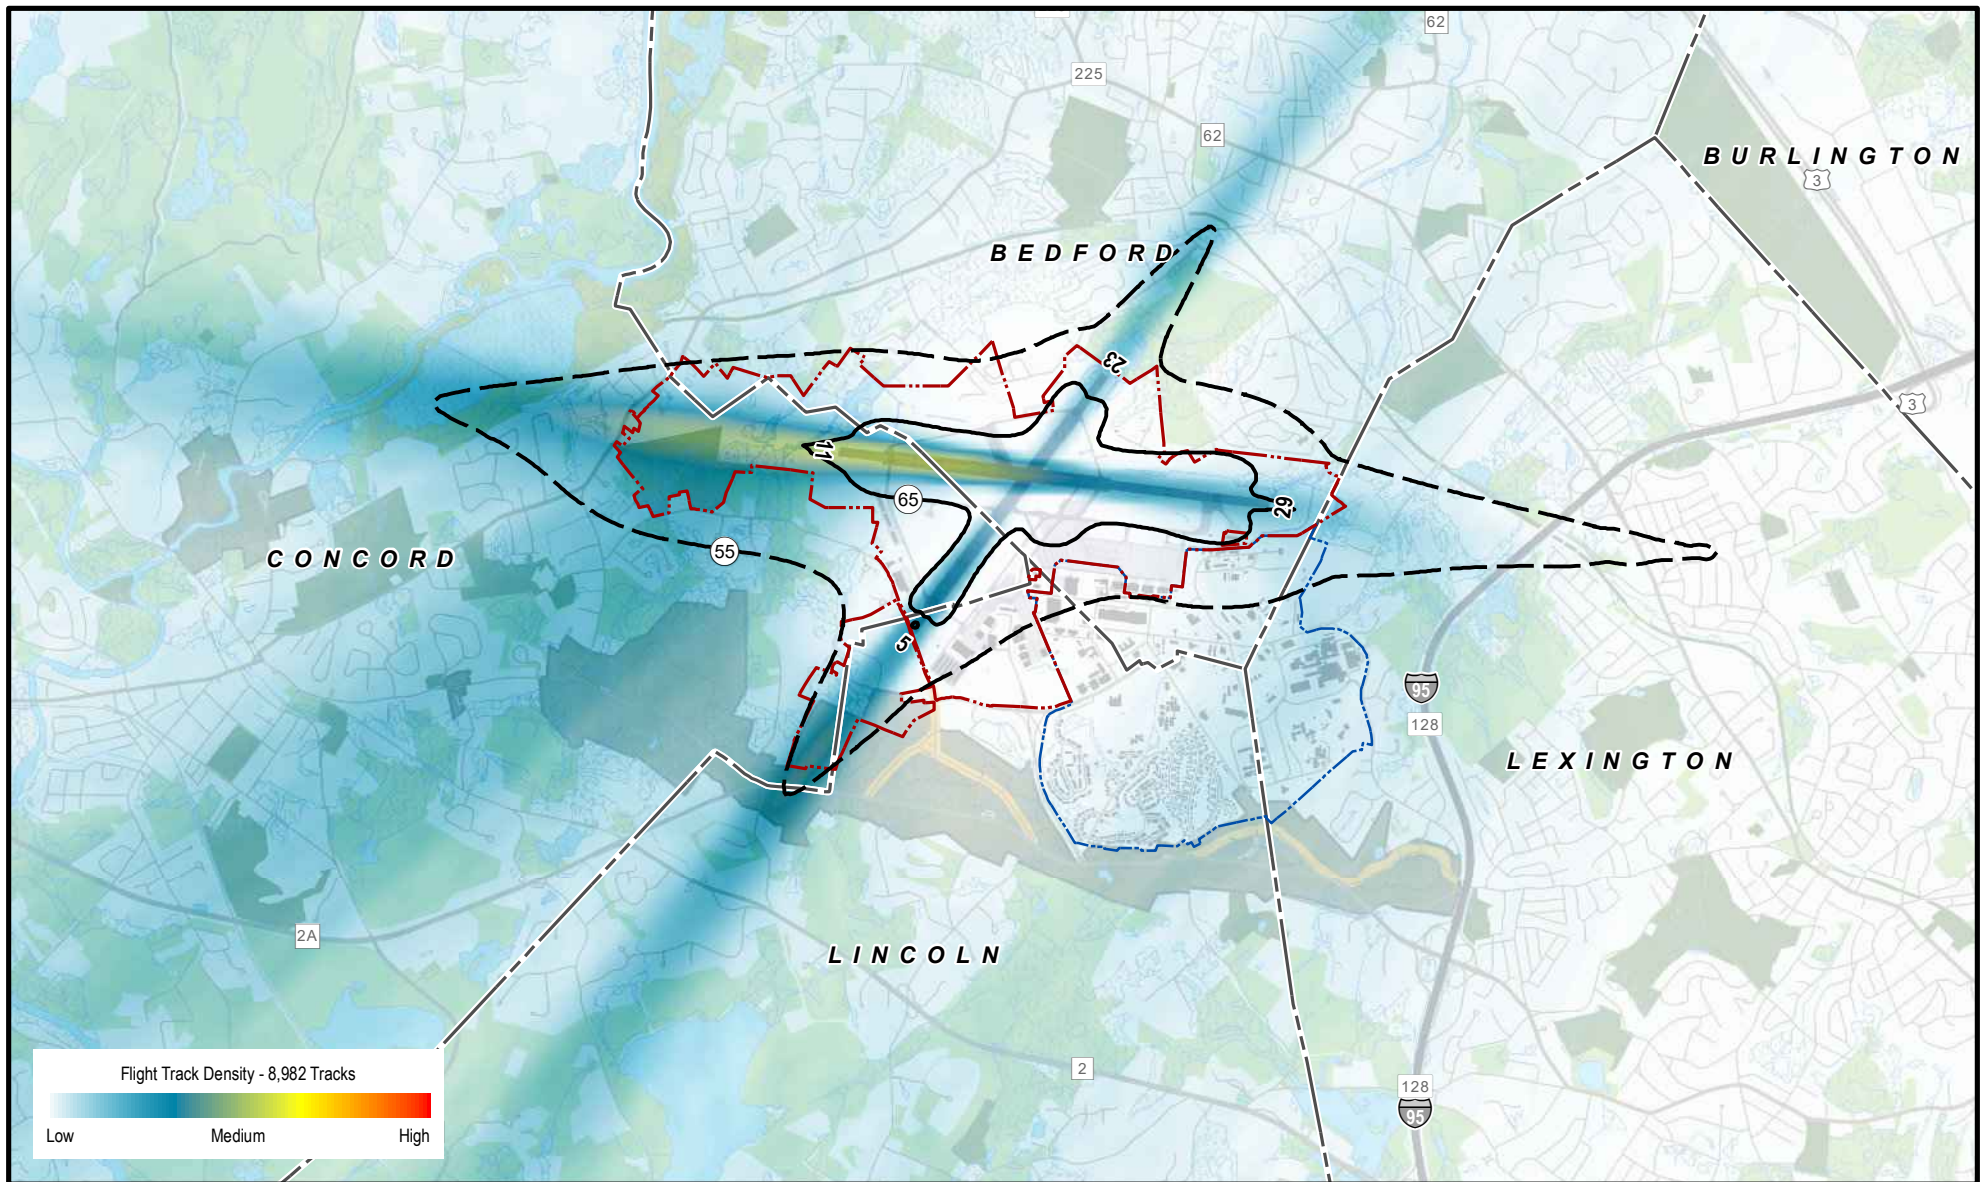 62
225
62
BURLINGTON
3
BEDFORD
23
3
11
65
29
55
CONCORD
5
95
128
LEXINGTON
2A
LINCOLN
2
128
95
Flight Track Density - 8,982 Tracks
Low Medium High